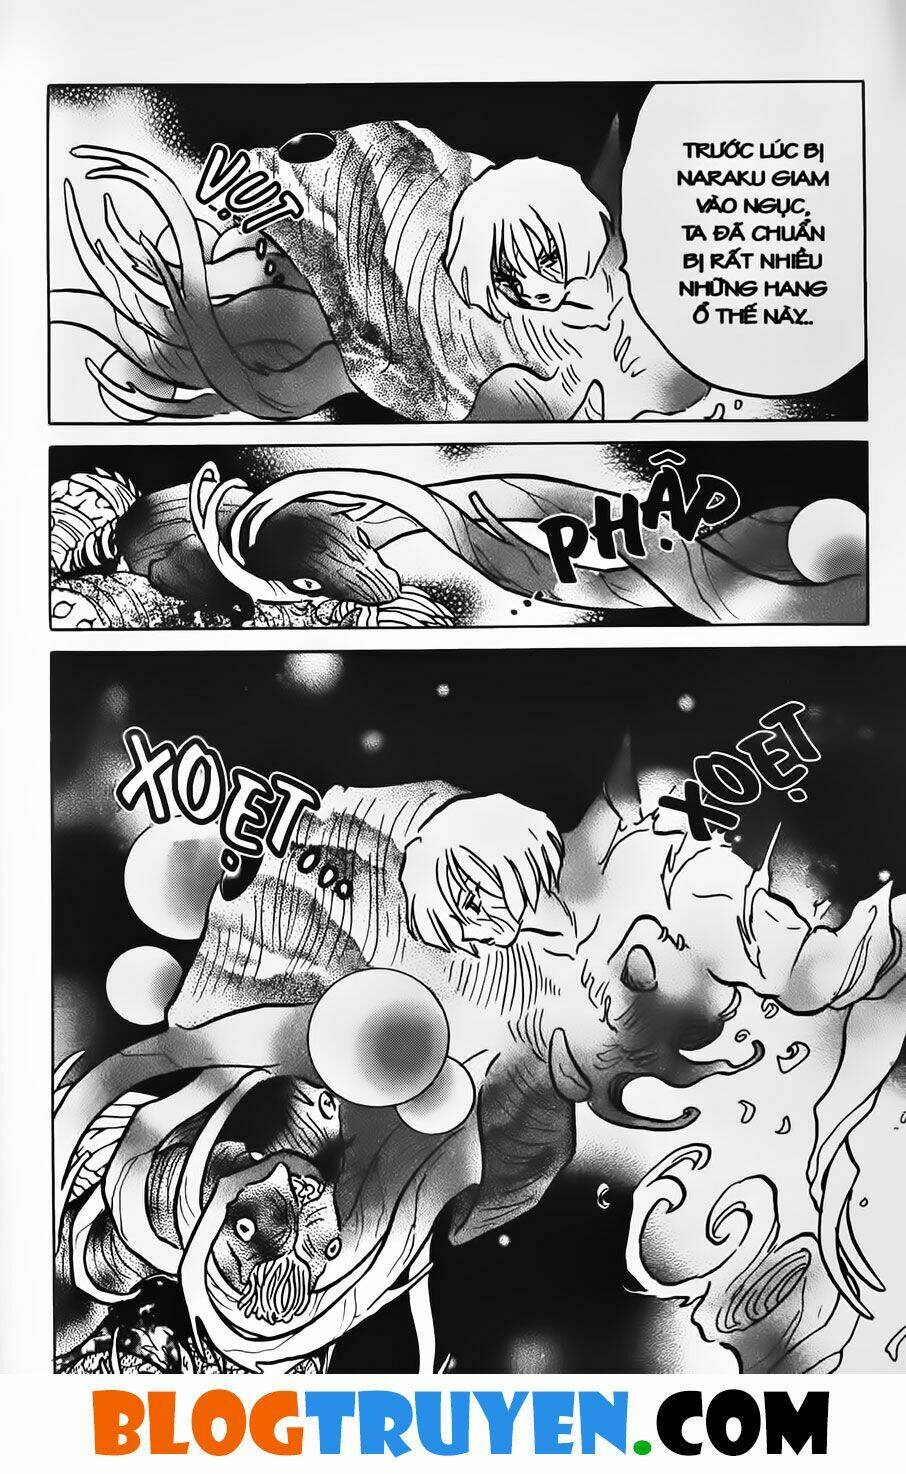 TRƯỚC LÚC BỊ
NARAKU GIAM
VÀO NGỤC,
TA ĐÃ CHUẨN
BỊ RẤT NHIỀU
NHỮNG HANG
Ổ THẾ NÀY..
VỤT
PHẬP
XOẸT...
XOẸT
BLOGTRUYEN.COM